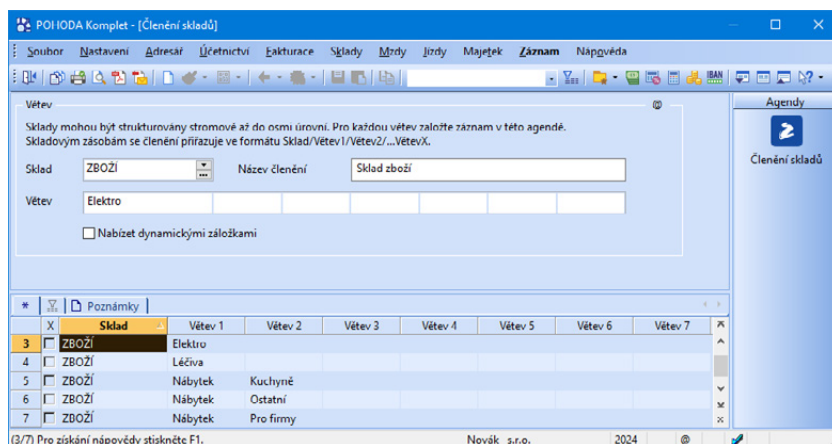 POHODA Komplet - [Členění skladů]
Soubor Nastavení Adresář Účetnictví Fakturace Sklady Mzdy Jízdy Majetek Záznam Nápověda
IBAN
Větev @
Sklady mohou být strukturovány stromově až do osmi úrovní. Pro každou větev založte záznam v této agendě.
Skladovým zásobám se členění přiřazuje ve formátu Sklad/Větev1/Větev2/...VětevX.
Sklad ZBOŽÍ Název členění Sklad zboží
Větev Elektro
Nabízet dynamickými záložkami
Agendy
Členění skladů
* Poznámky
X Sklad Větev 1 Větev 2 Větev 3 Větev 4 Větev 5 Větev 6 Větev 7
3 ZBOŽÍ Elektro
4 ZBOŽÍ Léčiva
5 ZBOŽÍ Nábytek Kuchyně
6 ZBOŽÍ Nábytek Ostatní
7 ZBOŽÍ Nábytek Pro firmy
(3/7) Pro získání nápovědy stiskněte F1. Novák s.r.o. 2024 @